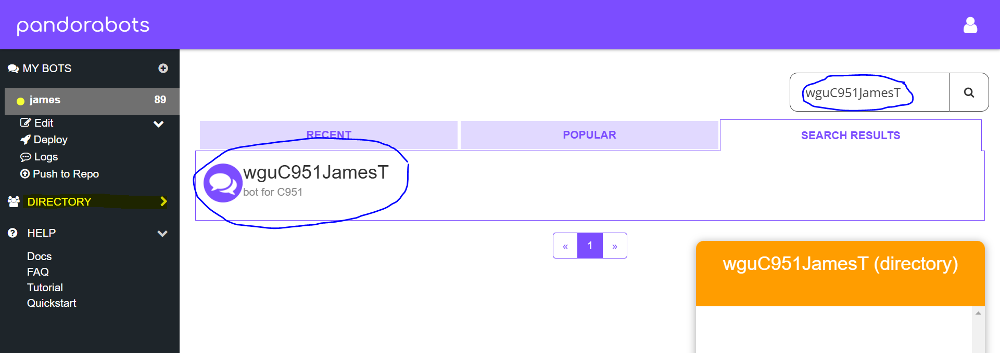 pandorabots
MY BOTS
james 89
Edit
Deploy
Logs
Push to Repo
DIRECTORY
HELP
Docs
FAQ
Tutorial
Quickstart
wguC951JamesT
RECENT POPULAR SEARCH RESULTS
wguC951JamesT
bot for C951
« 1 »
wguC951JamesT (directory)